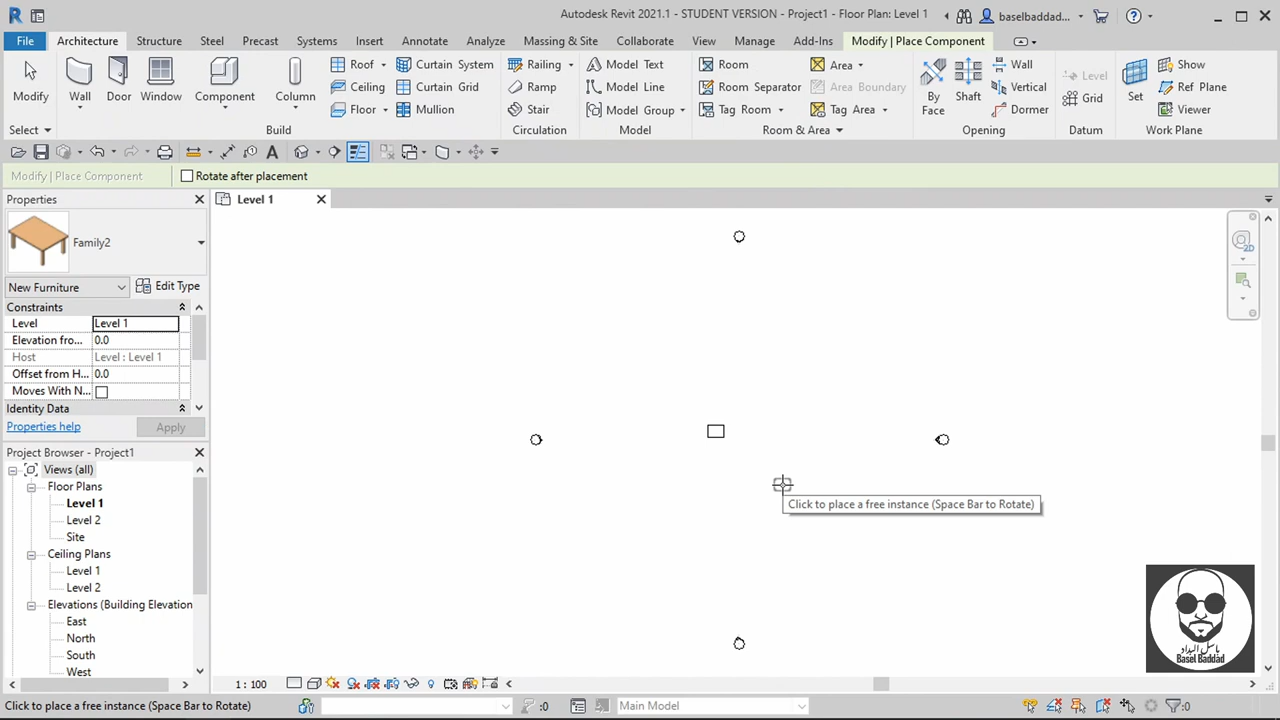 Autodesk Revit 2021.1 - STUDENT VERSION - Project1 - Floor Plan: Level 1
baselbaddad...
File Architecture Structure Steel Precast Systems Insert Annotate Analyze Massing & Site Collaborate View Manage Add-Ins Modify | Place Component
Modify Wall Door Window Component Column
Roof Curtain System Railing Model Text Room Area Wall Level Show
Ceiling Curtain Grid Ramp Model Line Room Separator Area Boundary Vertical Grid Ref Plane
Floor Mullion Stair Model Group Tag Room Tag Area Dormer Viewer
By Face Shaft Set
Select Build Circulation Model Room & Area Opening Datum Work Plane
Modify | Place Component Rotate after placement
Properties
Level 1
Family2
New Furniture Edit Type
Constraints
Level Level 1
Elevation fro... 0.0
Host Level : Level 1
Offset from H... 0.0
Moves With N...
Identity Data
Properties help Apply
Project Browser - Project1
Views (all)
Floor Plans
Level 1
Level 2
Site
Ceiling Plans
Level 1
Level 2
Elevations (Building Elevation
East
North
South
West
2D
Click to place a free instance (Space Bar to Rotate)
باسل البداد
Basel Baddad
1 : 100
Click to place a free instance (Space Bar to Rotate) :0 Main Model :0